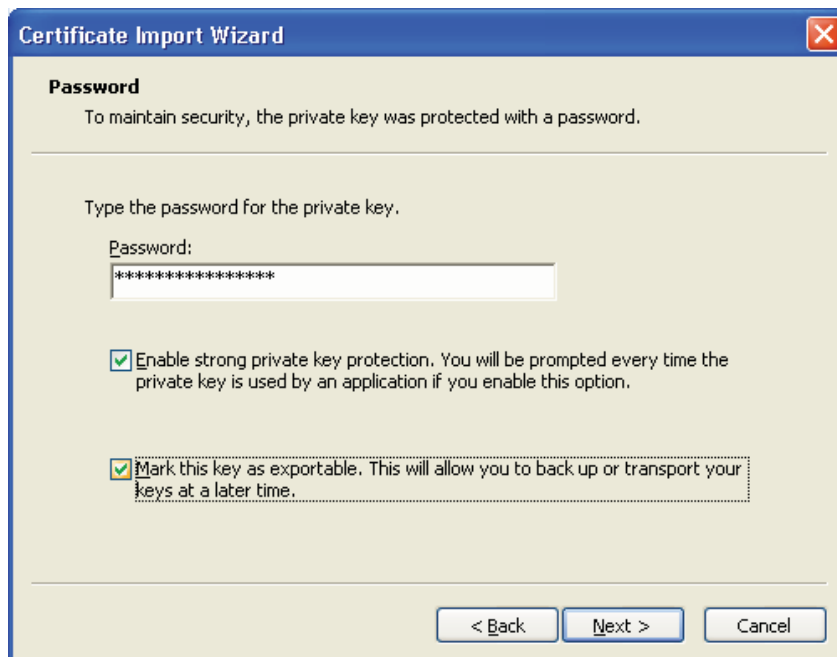 Certificate Import Wizard
Password
To maintain security, the private key was protected with a password.
Type the password for the private key.
Password:
****************
Enable strong private key protection. You will be prompted every time the
private key is used by an application if you enable this option.
Mark this key as exportable. This will allow you to back up or transport your
keys at a later time.
< Back Next > Cancel